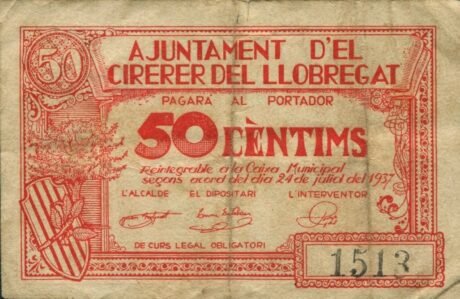 50
AJUNTAMENT D'EL
CIRERER DEL LLOBREGAT
PAGARÀ AL PORTADOR
50 CÈNTIMS
Reintegrable a la Caixa Municipal
segons acord del dia 24 de juliol del 1937
L'ALCALDE EL DIPOSITARI L'INTERVENTOR
DE CURS LEGAL OBLIGATORI
1513